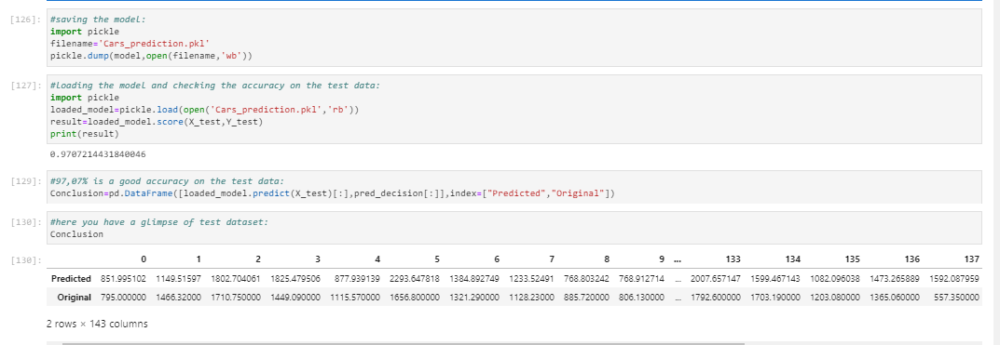 [126]: #saving the model:
import pickle
filename='Cars_prediction.pkl'
pickle.dump(model,open(filename,'wb'))
[127]: #Loading the model and checking the accuracy on the test data:
import pickle
loaded_model=pickle.load(open('Cars_prediction.pkl','rb'))
result=loaded_model.score(X_test,Y_test)
print(result)
0.9707214431840046
[129]: #97,07% is a good accuracy on the test data:
Conclusion=pd.DataFrame([loaded_model.predict(X_test)[:],pred_decision[:]],index=["Predicted","Original"])
[130]: #here you have a glimpse of test dataset:
Conclusion
[130]: 0 1 2 3 4 5 6 7 8 9 ... 133 134 135 136 137
Predicted 851.995102 1149.51597 1802.704061 1825.479506 877.939139 2293.647818 1384.892749 1233.52491 768.803242 768.912714 ... 2007.657147 1599.467143 1082.096038 1473.265889 1592.087959
Original 795.000000 1466.32000 1710.750000 1449.090000 1115.570000 1656.800000 1321.290000 1128.23000 885.720000 806.130000 ... 1792.600000 1703.190000 1203.080000 1365.060000 557.350000
2 rows × 143 columns